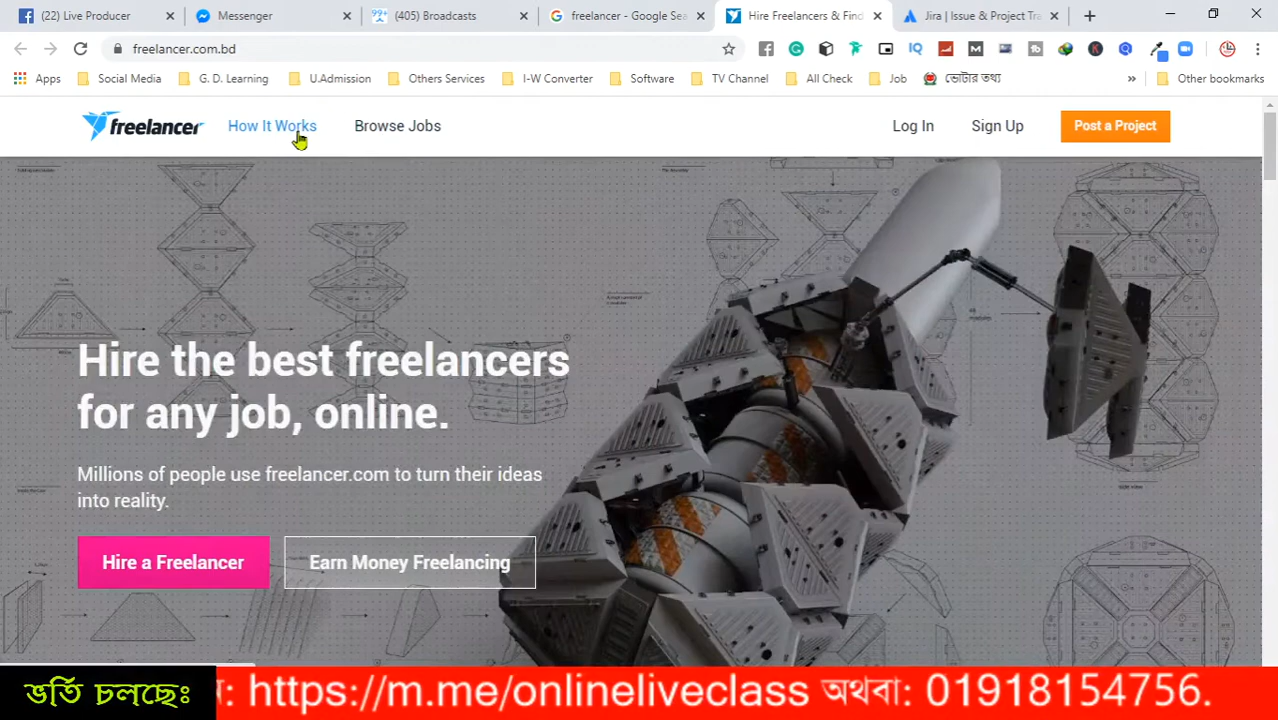 (22) Live Producer
Messenger
(405) Broadcasts
freelancer - Google Sea
Hire Freelancers & Find
Jira | Issue & Project Tra
freelancer.com.bd
Apps
Social Media
G. D. Learning
U.Admission
Others Services
I-W Converter
Software
TV Channel
All Check
Job
ভোটার তথ্য
Other bookmarks
freelancer
How It Works
Browse Jobs
Log In
Sign Up
Post a Project
Hire the best freelancers
for any job, online.
Millions of people use freelancer.com to turn their ideas
into reality.
Hire a Freelancer
Earn Money Freelancing
ভর্তি চলছেঃ
: https://m.me/onlineliveclass অথবা: 01918154756.